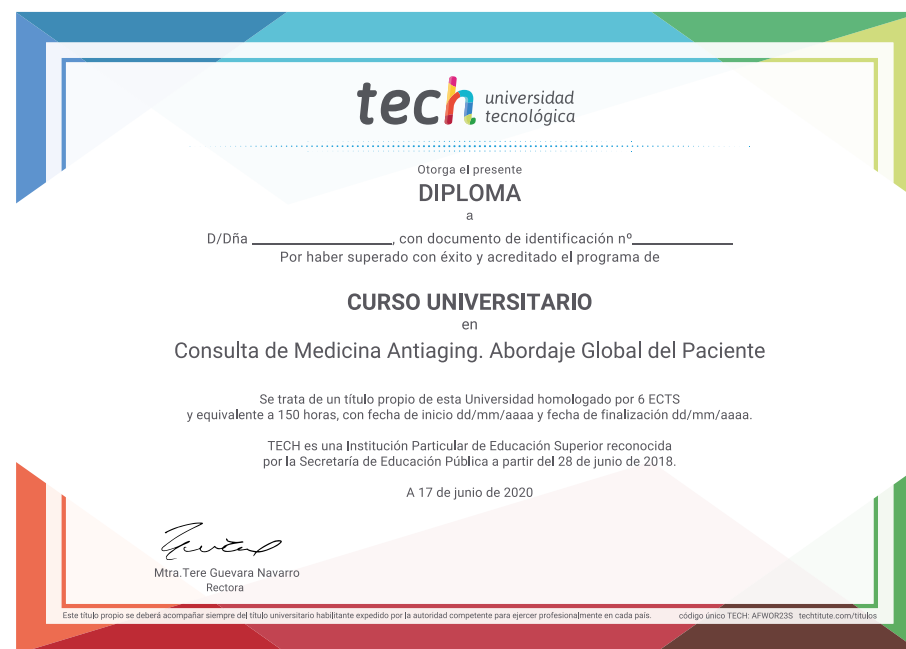 tech universidad
tecnológica
Otorga el presente
DIPLOMA
a
D/Dña ____________________, con documento de identificación nº______________
Por haber superado con éxito y acreditado el programa de
CURSO UNIVERSITARIO
en
Consulta de Medicina Antiaging. Abordaje Global del Paciente
Se trata de un título propio de esta Universidad homologado por 6 ECTS
y equivalente a 150 horas, con fecha de inicio dd/mm/aaaa y fecha de finalización dd/mm/aaaa.
TECH es una Institución Particular de Educación Superior reconocida
por la Secretaría de Educación Pública a partir del 28 de junio de 2018.
A 17 de junio de 2020
Mtra.Tere Guevara Navarro
Rectora
Este título propio se deberá acompañar siempre del título universitario habilitante expedido por la autoridad competente para ejercer profesionalmente en cada país. código único TECH: AFWOR23S techtitute.com/titulos